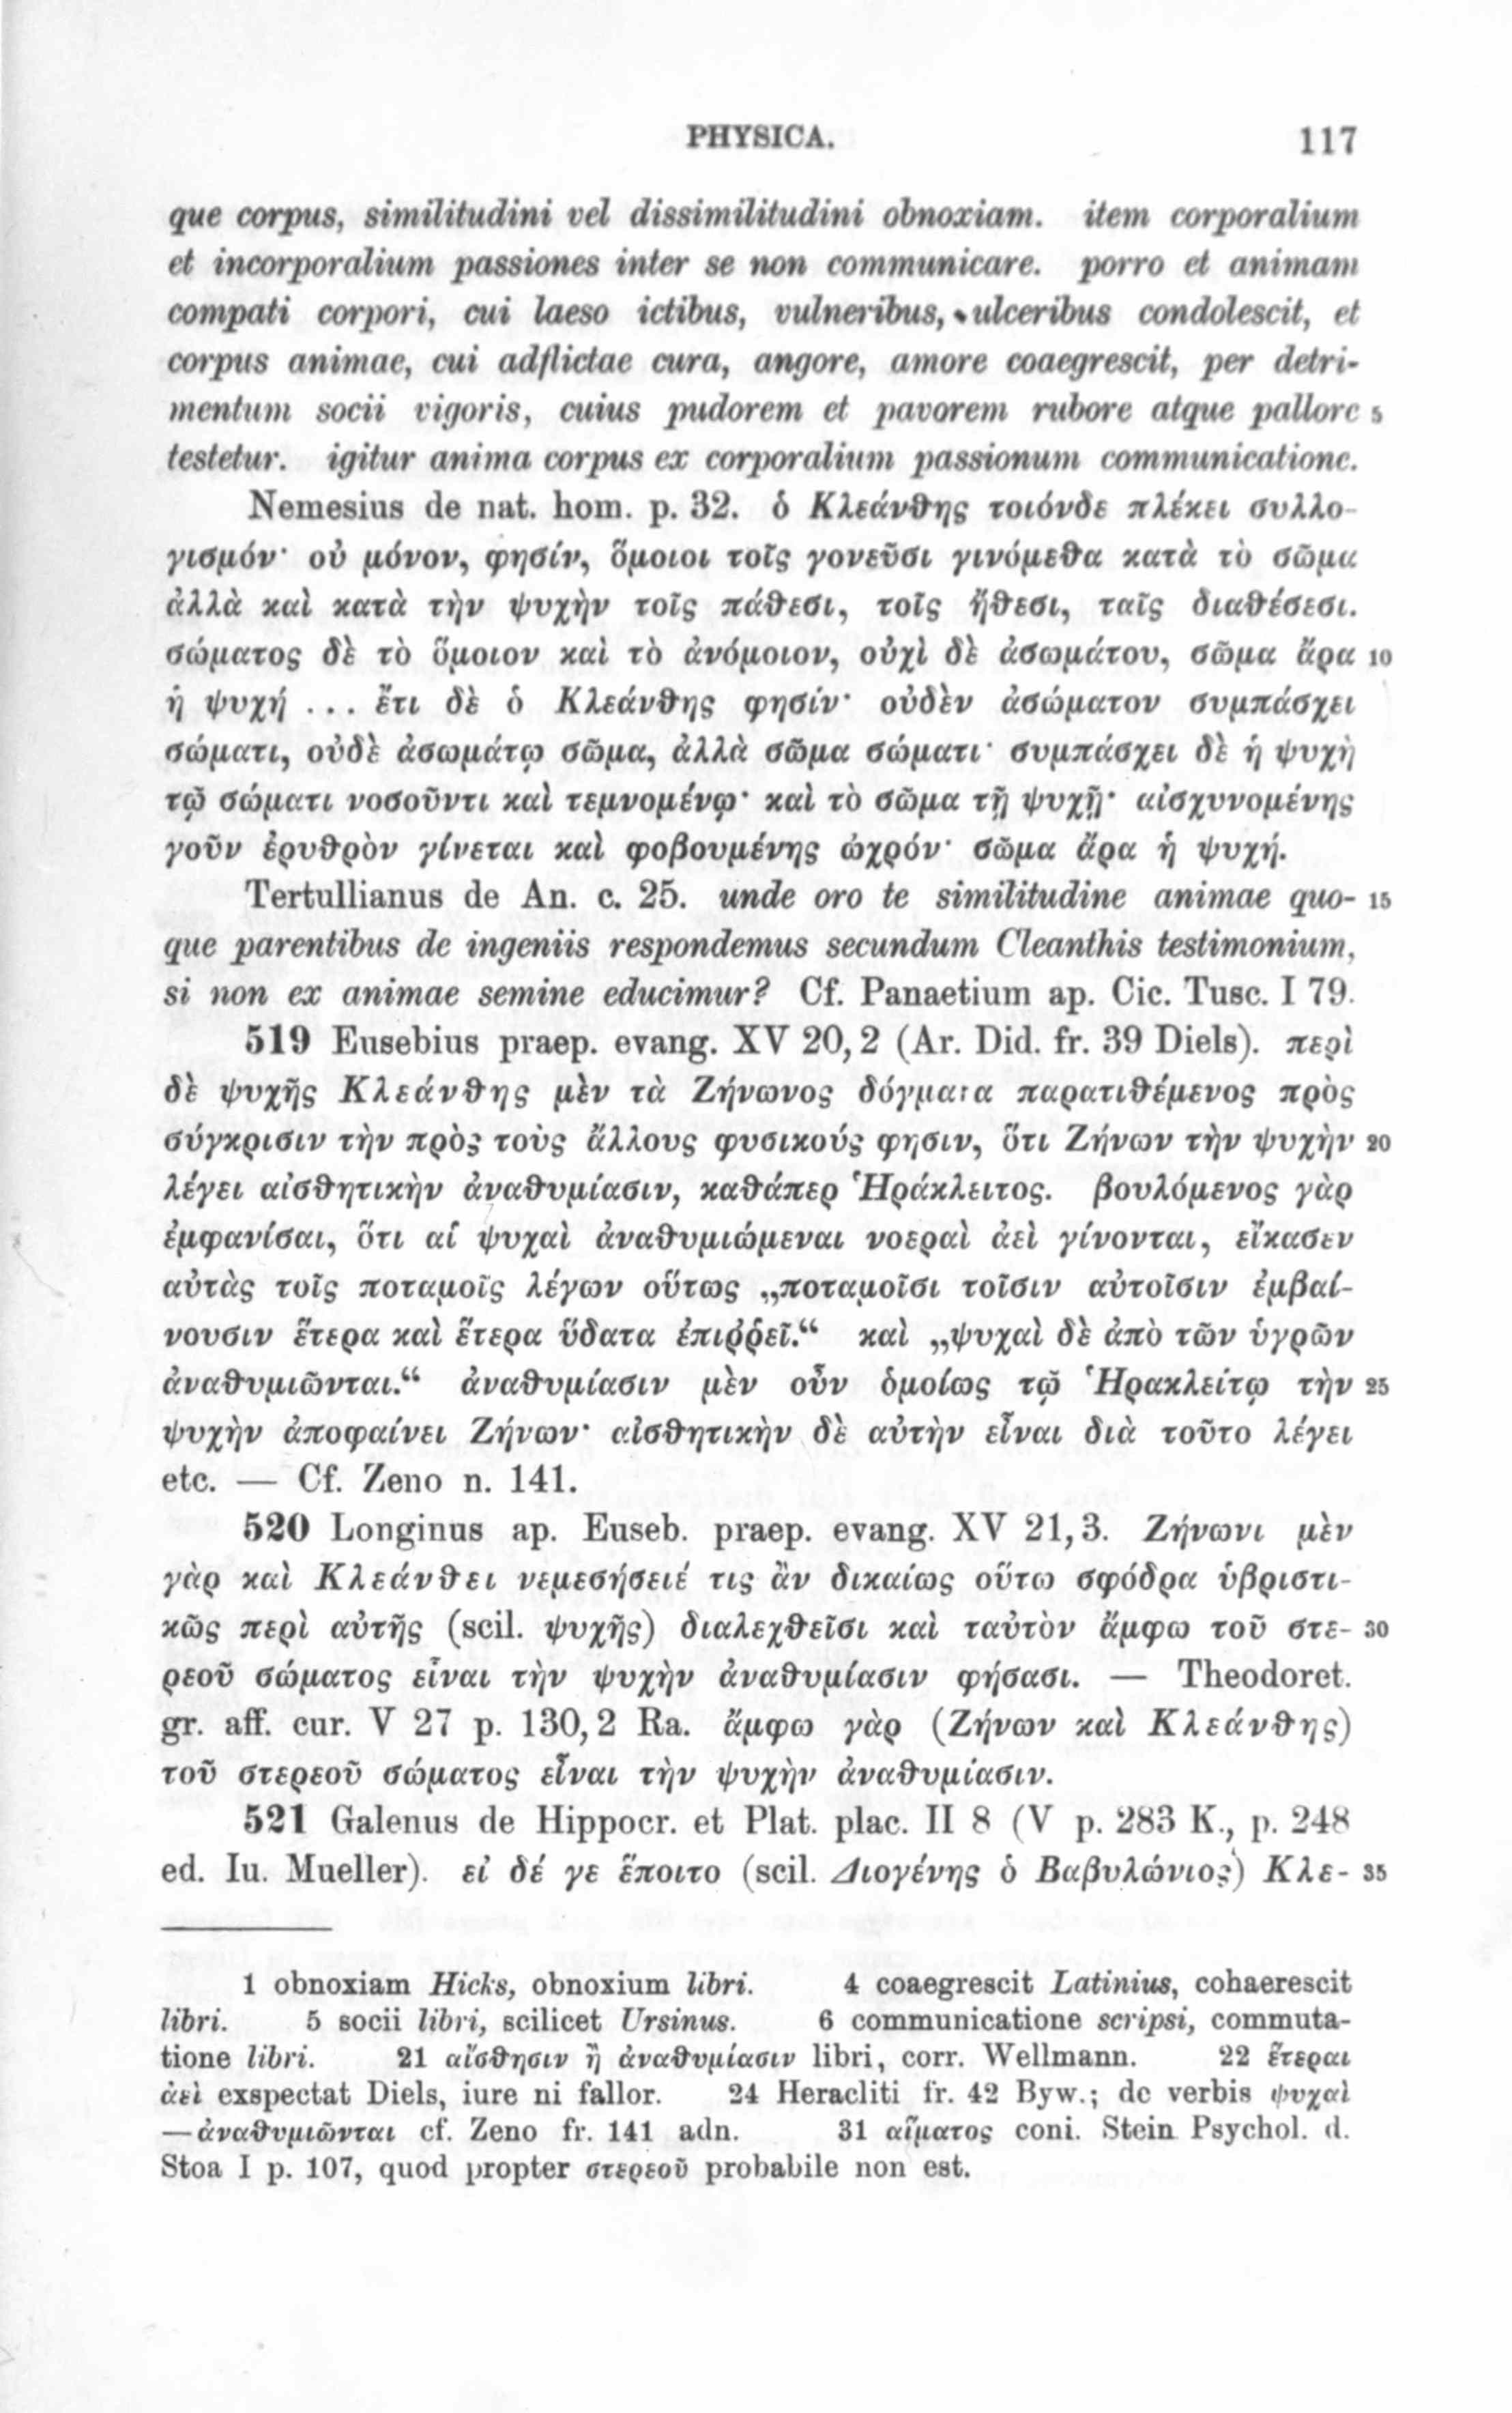 PHYSICA. 117
que corpus, similitudini vel dissimilitudini obnoxiam. item corporalium
et incorporalium passiones inter se non communicare. porro et animam
compati corpori, cui laeso ictibus, vulneribus, ulceribus condolescit, et
corpus animae, cui adflictae cura, angore, amore coaegrescit, per detri-
mentum socii vigoris, cuius pudorem et pavorem rubore atque pallore 5
testetur. igitur anima corpus ex corporalium passionum communicatione.
Nemesius de nat. hom. p. 32. ὁ Κλεάνθης τοιόνδε πλέκει συλλο-
γισμόν· οὐ μόνον, φησίν, ὅμοιοι τοῖς γονεῦσι γινόμεθα κατὰ τὸ σῶμα
ἀλλὰ καὶ κατὰ τὴν ψυχὴν τοῖς πάθεσι, τοῖς ἤθεσι, ταῖς διαθέσεσι.
σώματος δὲ τὸ ὅμοιον καὶ τὸ ἀνόμοιον, οὐχὶ δὲ ἀσωμάτου, σῶμα ἄρα 10
ἡ ψυχή ... ἔτι δὲ ὁ Κλεάνθης φησίν· οὐδὲν ἀσώματον συμπάσχει
σώματι, οὐδὲ ἀσωμάτῳ σῶμα, ἀλλὰ σῶμα σώματι· συμπάσχει δὲ ἡ ψυχὴ
τῷ σώματι νοσοῦντι καὶ τεμνομένῳ· καὶ τὸ σῶμα τῇ ψυχῇ· αἰσχυνομένης
γοῦν ἐρυθρὸν γίνεται καὶ φοβουμένης ὠχρόν· σῶμα ἄρα ἡ ψυχή.
Tertullianus de An. c. 25. unde oro te similitudine animae quo- 15
que parentibus de ingeniis respondemus secundum Cleanthis testimonium,
si non ex animae semine educimur? Cf. Panaetium ap. Cic. Tusc. I 79.
519 Eusebius praep. evang. XV 20,2 (Ar. Did. fr. 39 Diels). περὶ
δὲ ψυχῆς Κλεάνθης μὲν τὰ Ζήνωνος δόγματα παρατιθέμενος πρὸς
σύγκρισιν τὴν πρὸς τοὺς ἄλλους φυσικούς φησιν, ὅτι Ζήνων τὴν ψυχὴν 20
λέγει αἰσθητικὴν ἀναθυμίασιν, καθάπερ Ἡράκλειτος. βουλόμενος γὰρ
ἐμφανίσαι, ὅτι αἱ ψυχαὶ ἀναθυμιώμεναι νοεραὶ ἀεὶ γίνονται, εἴκασεν
αὐτὰς τοῖς ποταμοῖς λέγων οὕτως „ποταμοῖσι τοῖσιν αὐτοῖσιν ἐμβαί-
νουσιν ἕτερα καὶ ἕτερα ὕδατα ἐπιῤῥεῖ.“ καὶ „ψυχαὶ δὲ ἀπὸ τῶν ὑγρῶν
ἀναθυμιῶνται.“ ἀναθυμίασιν μὲν οὖν ὁμοίως τῷ Ἡρακλείτῳ τὴν 25
ψυχὴν ἀποφαίνει Ζήνων· αἰσθητικὴν δὲ αὐτὴν εἶναι διὰ τοῦτο λέγει
etc. — Cf. Zeno n. 141.
520 Longinus ap. Euseb. praep. evang. XV 21,3. Ζήνωνι μὲν
γὰρ καὶ Κλεάνθει νεμεσήσειέ τις ἂν δικαίως οὕτω σφόδρα ὑβριστι-
κῶς περὶ αὐτῆς (scil. ψυχῆς) διαλεχθεῖσι καὶ ταὐτὸν ἄμφω τοῦ στε- 30
ρεοῦ σώματος εἶναι τὴν ψυχὴν ἀναθυμίασιν φήσασι. — Theodoret.
gr. aff. cur. V 27 p. 130,2 Ra. ἄμφω γὰρ (Ζήνων καὶ Κλεάνθης)
τοῦ στερεοῦ σώματος εἶναι τὴν ψυχὴν ἀναθυμίασιν.
521 Galenus de Hippocr. et Plat. plac. II 8 (V p. 283 K., p. 248
ed. Iu. Mueller). εἰ δέ γε ἕποιτο (scil. Διογένης ὁ Βαβυλώνιος) Κλε- 35
1 obnoxiam Hicks, obnoxium libri. 4 coaegrescit Latinius, cohaerescit
libri. 5 socii libri, scilicet Ursinus. 6 communicatione scripsi, commuta-
tione libri. 21 αἴσθησιν ἢ ἀναθυμίασιν libri, corr. Wellmann. 22 ἕτεραι
ἀεὶ exspectat Diels, iure ni fallor. 24 Heracliti fr. 42 Byw.; de verbis ψυχαὶ
— ἀναθυμιῶνται cf. Zeno fr. 141 adn. 31 αἵματος coni. Stein Psychol. d.
Stoa I p. 107, quod propter στερεοῦ probabile non est.